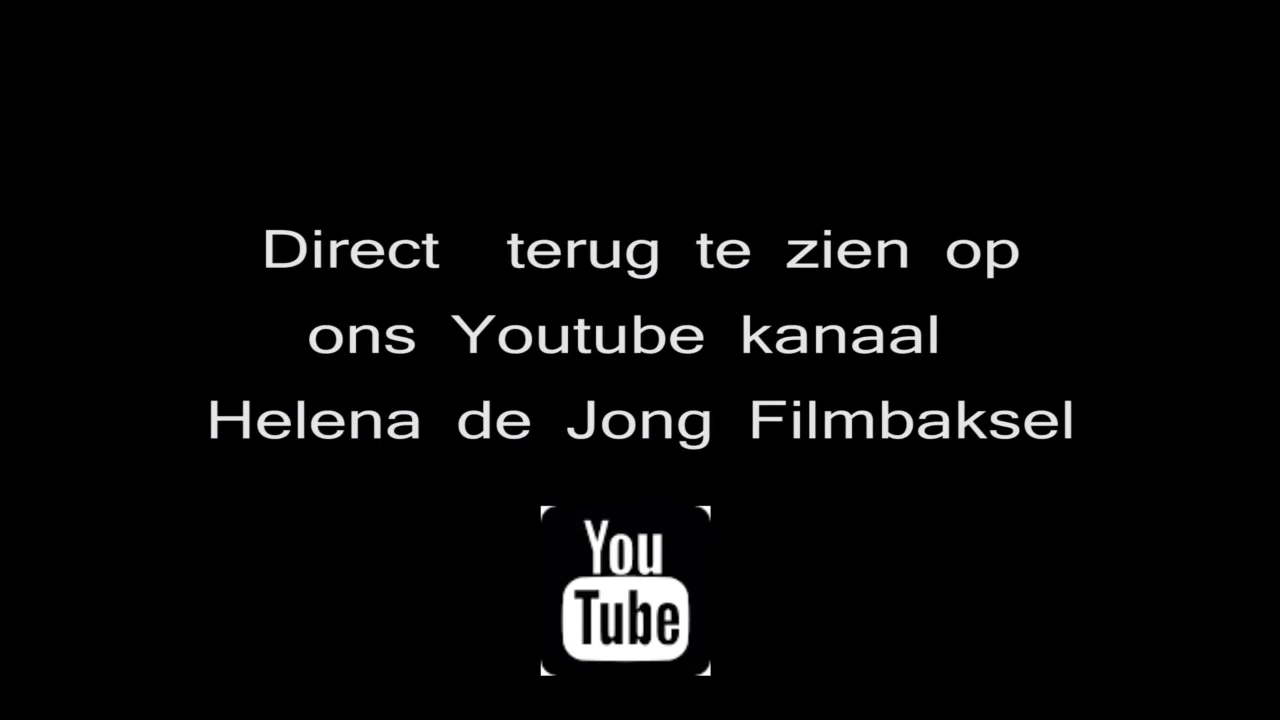 Direct terug te zien op
ons Youtube kanaal
Helena de Jong Filmbaksel
You
Tube